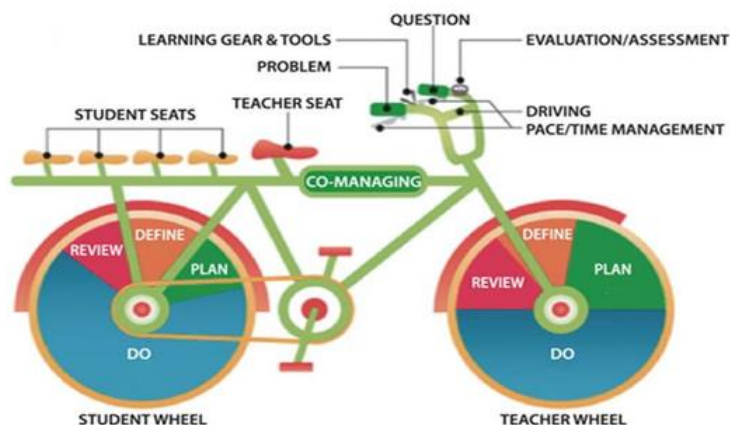 QUESTION
LEARNING GEAR & TOOLS
EVALUATION/ASSESSMENT
PROBLEM
TEACHER SEAT
STUDENT SEATS
DRIVING
PACE/TIME MANAGEMENT
CO-MANAGING
REVIEW
DEFINE
PLAN
DO
REVIEW
DEFINE
PLAN
DO
STUDENT WHEEL
TEACHER WHEEL